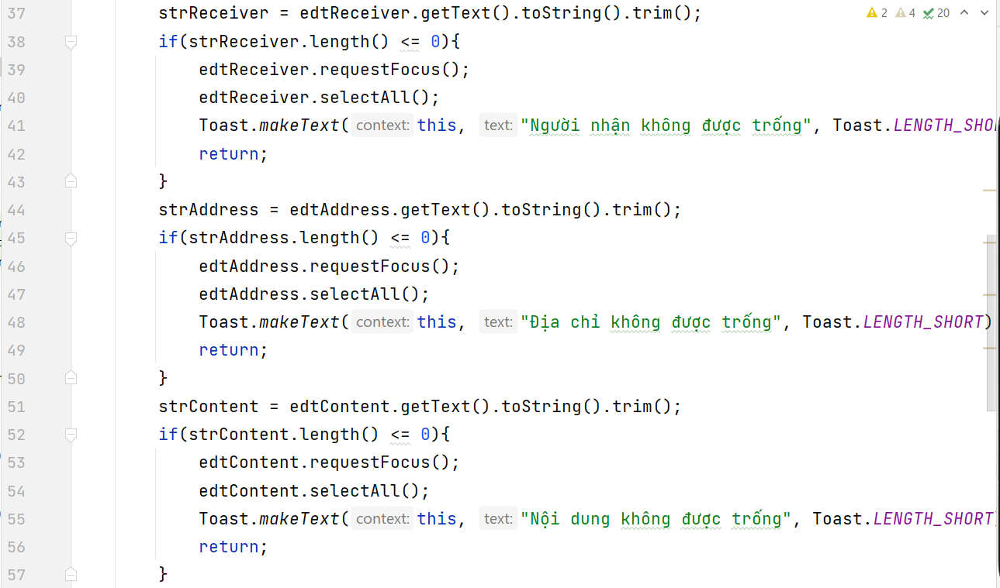 37 strReceiver = edtReceiver.getText().toString().trim(); 2 4 20
38 if(strReceiver.length() <= 0){
39 edtReceiver.requestFocus();
40 edtReceiver.selectAll();
41 Toast.makeText( context: this, text: "Người nhận không được trống", Toast.LENGTH_SHO
42 return;
43 }
44 strAddress = edtAddress.getText().toString().trim();
45 if(strAddress.length() <= 0){
46 edtAddress.requestFocus();
47 edtAddress.selectAll();
48 Toast.makeText( context: this, text: "Địa chỉ không được trống", Toast.LENGTH_SHORT)
49 return;
50 }
51 strContent = edtContent.getText().toString().trim();
52 if(strContent.length() <= 0){
53 edtContent.requestFocus();
54 edtContent.selectAll();
55 Toast.makeText( context: this, text: "Nội dung không được trống", Toast.LENGTH_SHORT
56 return;
57 }